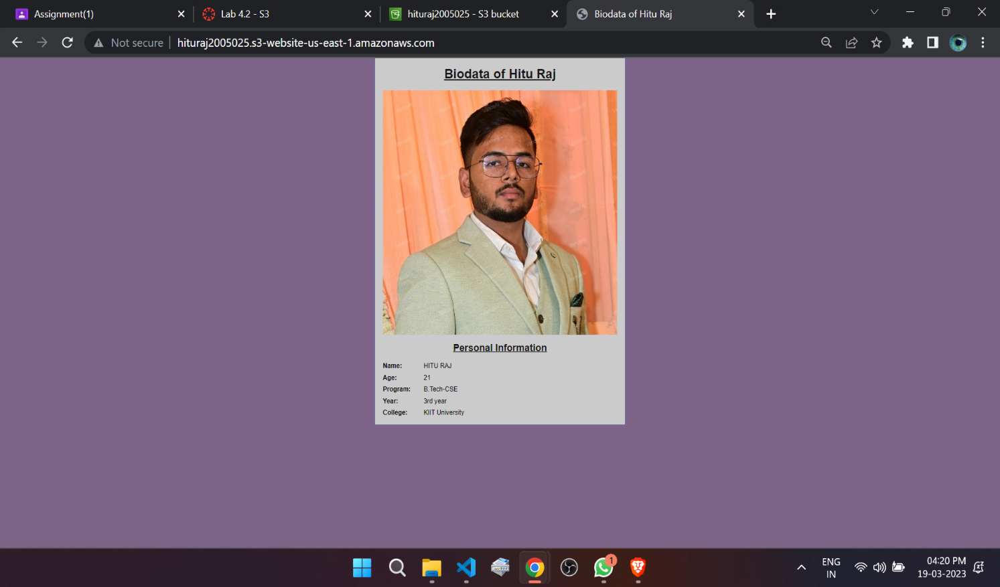 Assignment(1)
Lab 4.2 - S3
hituraj2005025 - S3 bucket
Biodata of Hitu Raj
Not secure
hituraj2005025.s3-website-us-east-1.amazonaws.com
Biodata of Hitu Raj
Personal Information
Name: HITU RAJ
Age: 21
Program: B.Tech-CSE
Year: 3rd year
College: KIIT University
1
ENG
IN
04:20 PM
19-03-2023